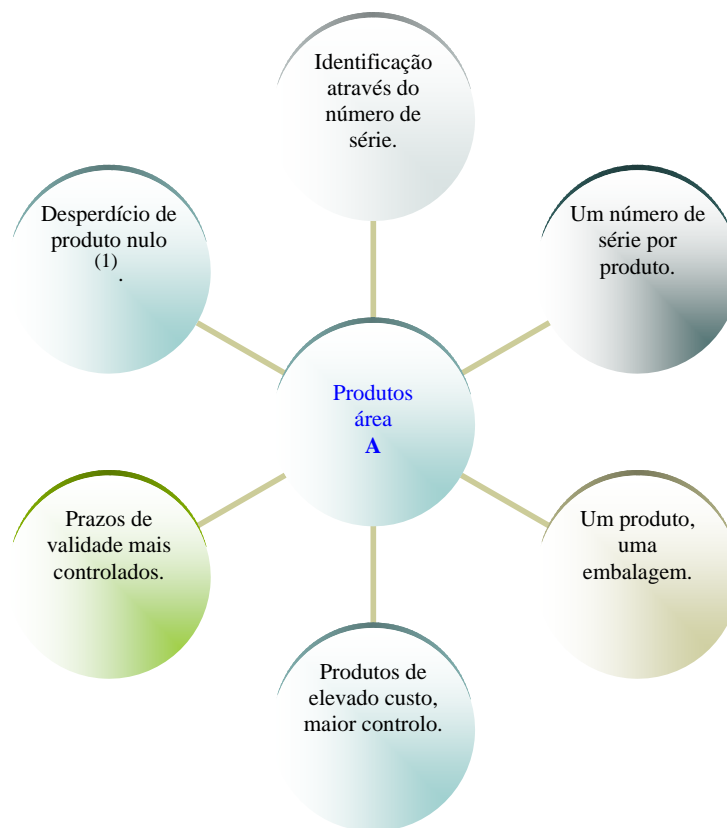 Identificação
através do
número de
série.
Um número de
série por
produto.
Um produto,
uma
embalagem.
Produtos de
elevado custo,
maior controlo.
Prazos de
validade mais
controlados.
Desperdício de
produto nulo
(1).
Produtos
área
A